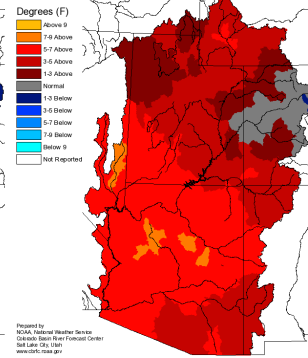 Degrees (F)
Above 9
7-9 Above
5-7 Above
3-5 Above
1-3 Above
Normal
1-3 Below
3-5 Below
5-7 Below
7-9 Below
Below 9
Not Reported
Prepared by
NOAA, National Weather Service
Colorado Basin River Forecast Center
Salt Lake City, Utah
www.cbrfc.noaa.gov